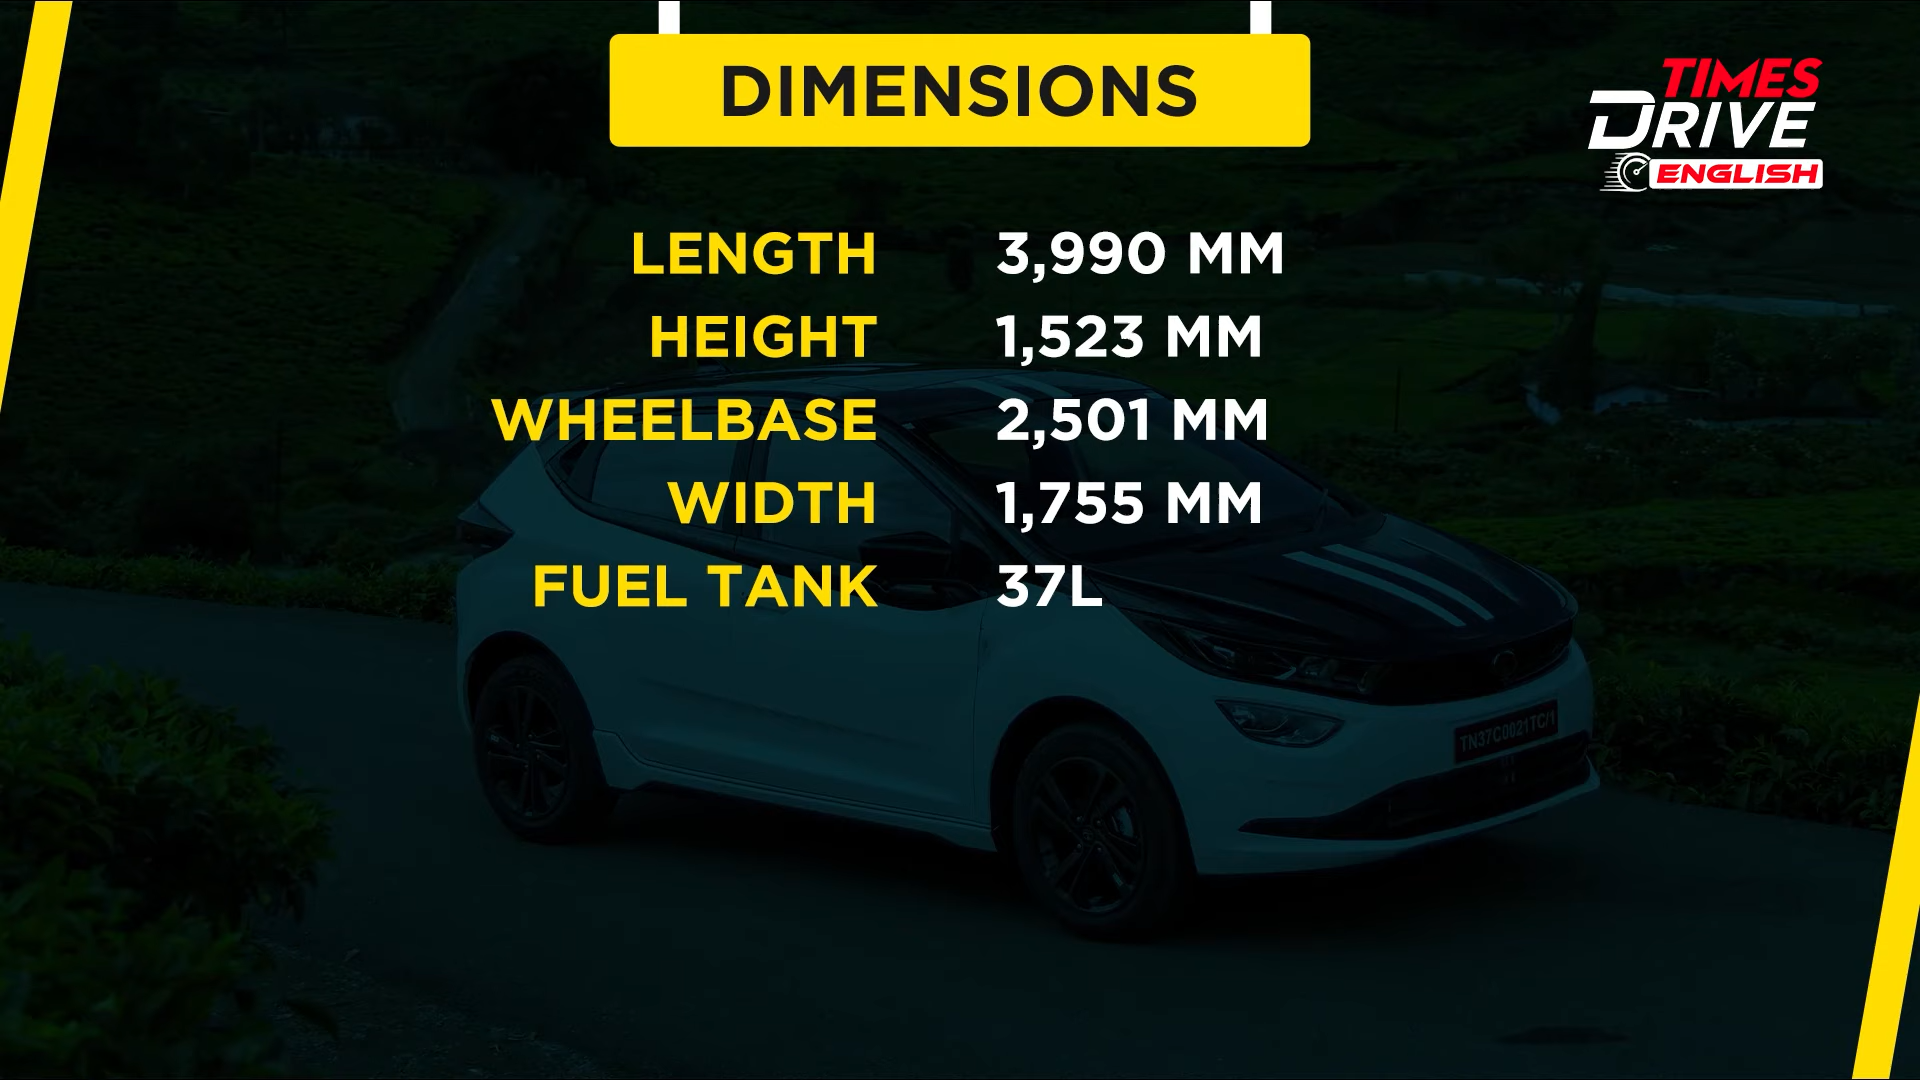 DIMENSIONS
TIMES
DRIVE
ENGLISH
LENGTH 3,990 MM
HEIGHT 1,523 MM
WHEELBASE 2,501 MM
WIDTH 1,755 MM
FUEL TANK 37L
TN37C0021TC/1